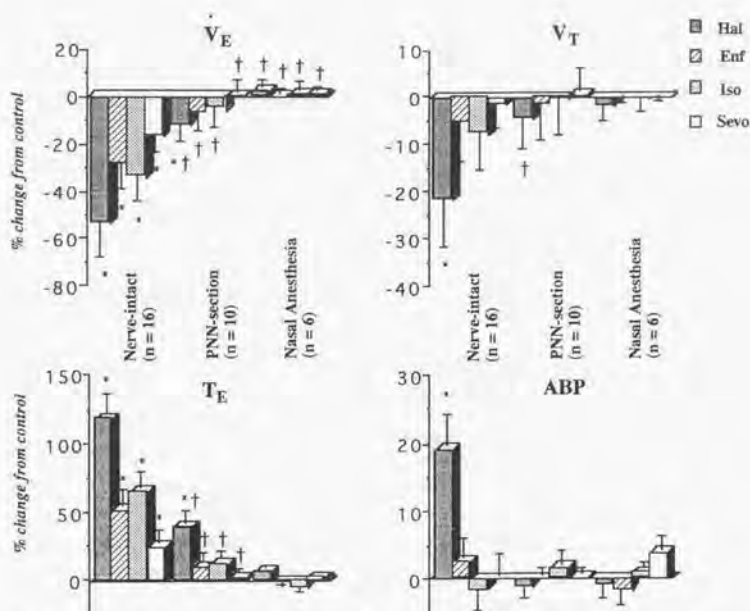 V̇E
VT
Hal
Enf
Iso
Sevo
% change from control
20
0
-20
-40
-60
-80
10
0
-10
-20
-30
-40
* * * * * † † † † † † † †
* †
Nerve-intact
(n = 16)
PNN-section
(n = 10)
Nasal Anesthesia
(n = 6)
Nerve-intact
(n = 16)
PNN-section
(n = 10)
Nasal Anesthesia
(n = 6)
TE
ABP
% change from control
150
100
50
0
30
20
10
0
* * * * * † † † †
*